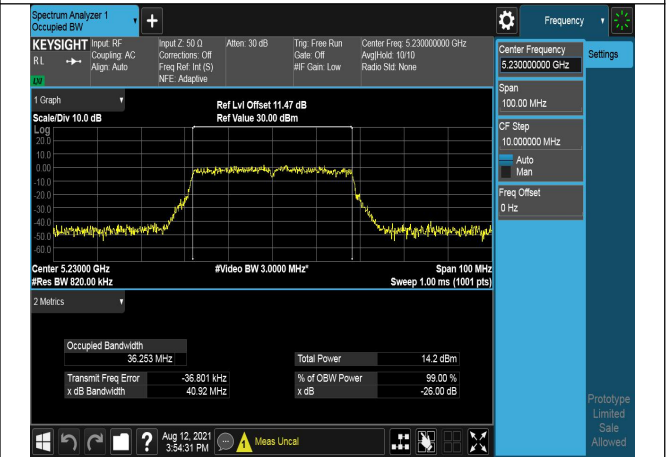 Spectrum Analyzer 1
Occupied BW
+
Frequency
KEYSIGHT
RL
Input: RF
Coupling: AC
Align: Auto
Input Z: 50 Ω
Corrections: Off
Freq Ref: Int (S)
NFE: Adaptive
Atten: 30 dB
Trig: Free Run
Gate: Off
#IF Gain: Low
Center Freq: 5.230000000 GHz
Avg|Hold: 10/10
Radio Std: None
Center Frequency
5.230000000 GHz
Settings
Span
100.00 MHz
CF Step
10.000000 MHz
Auto
Man
Freq Offset
0 Hz
1 Graph
Scale/Div 10.0 dB
Ref Lvl Offset 11.47 dB
Ref Value 30.00 dBm
Log
20.0
10.0
0.00
-10.0
-20.0
-30.0
-40.0
-50.0
-60.0
Center 5.23000 GHz
#Res BW 820.00 kHz
#Video BW 3.0000 MHz*
Span 100 MHz
Sweep 1.00 ms (1001 pts)
2 Metrics
Occupied Bandwidth
36.253 MHz
Total Power 14.2 dBm
Transmit Freq Error -36.801 kHz
% of OBW Power 99.00 %
x dB Bandwidth 40.92 MHz
x dB -26.00 dB
Prototype
Limited
Sale
Allowed
?
Aug 12, 2021
3:54:31 PM
Meas Uncal